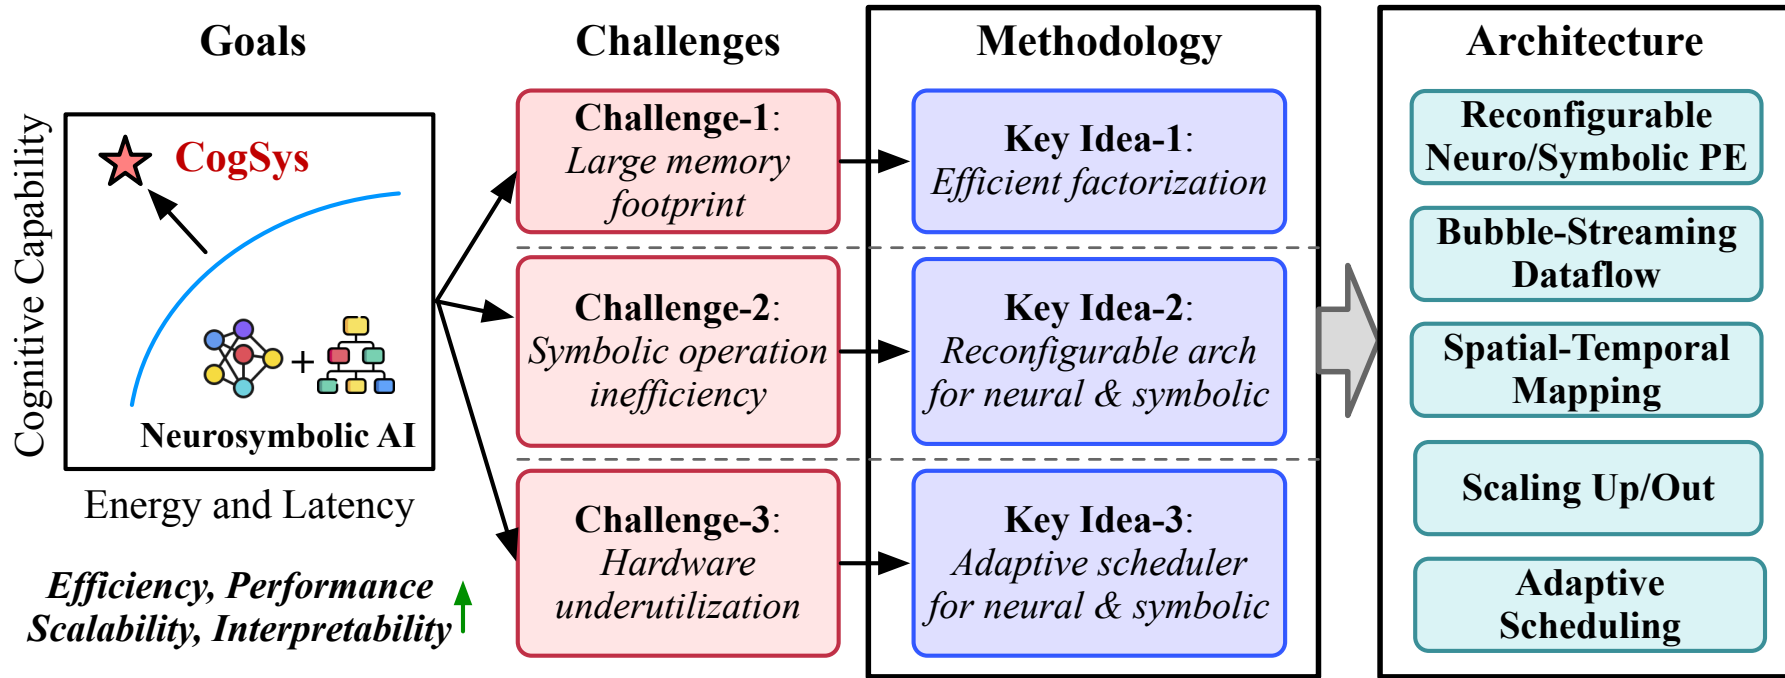 Goals
Cognitive Capability
CogSys
+
Neurosymbolic AI
Energy and Latency
Efficiency, Performance
Scalability, Interpretability
Challenges
Challenge-1:
Large memory
footprint
Challenge-2:
Symbolic operation
inefficiency
Challenge-3:
Hardware
underutilization
Methodology
Key Idea-1:
Efficient factorization
Key Idea-2:
Reconfigurable arch
for neural & symbolic
Key Idea-3:
Adaptive scheduler
for neural & symbolic
Architecture
Reconfigurable
Neuro/Symbolic PE
Bubble-Streaming
Dataflow
Spatial-Temporal
Mapping
Scaling Up/Out
Adaptive
Scheduling